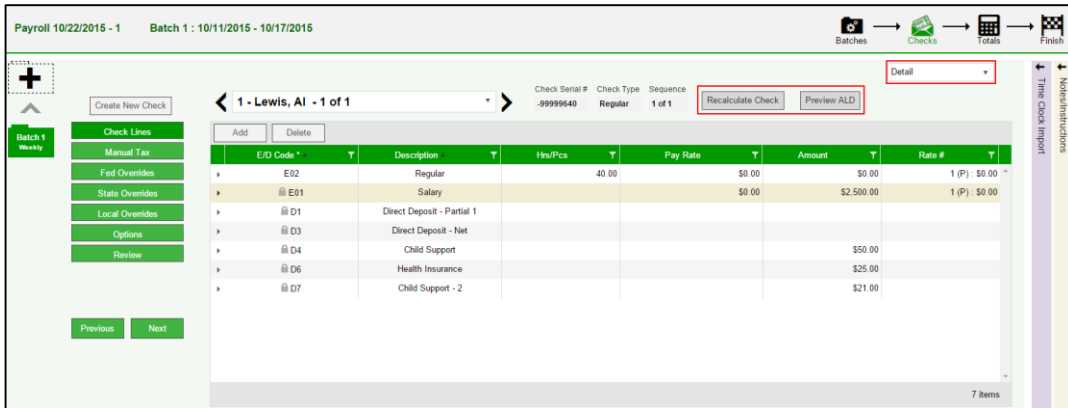 Payroll 10/22/2015 - 1 Batch 1 : 10/11/2015 - 10/17/2015
Batches Checks Totals Finish
Detail
Create New Check
1 - Lewis, Al - 1 of 1
Check Serial # Check Type Sequence
-99999640 Regular 1 of 1
Recalculate Check Preview ALD
Batch 1
Weekly
Check Lines
Manual Tax
Fed Overrides
State Overrides
Local Overrides
Options
Review
Previous Next
Add Delete
E/D Code * Description Hrs/Pcs Pay Rate Amount Rate #
E02 Regular 40.00 $0.00 $0.00 1 (P) : $0.00
E01 Salary $0.00 $2,500.00 1 (P) : $0.00
D1 Direct Deposit - Partial 1
D3 Direct Deposit - Net
D4 Child Support $50.00
D6 Health Insurance $25.00
D7 Child Support - 2 $21.00
7 items
Time Clock Import
Notes/Instructions